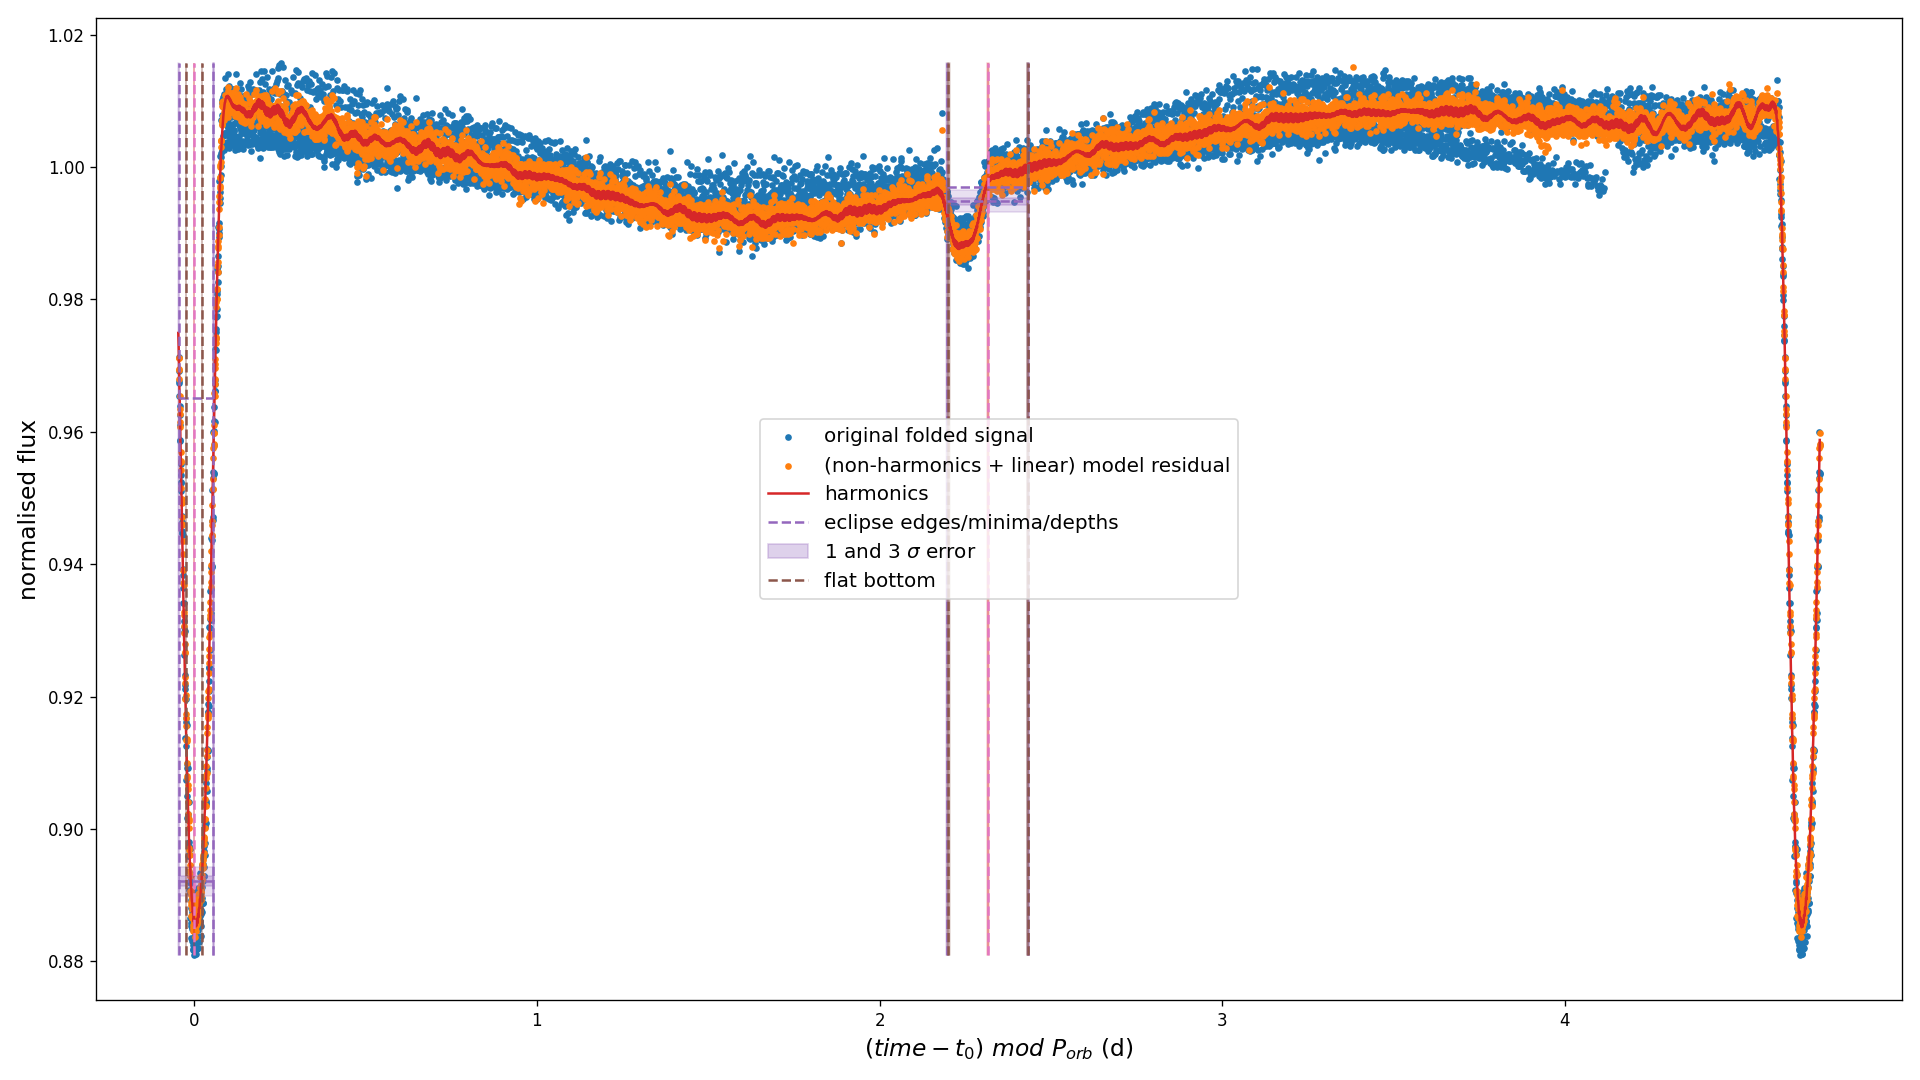 1.02
1.00
0.98
0.96
0.94
0.92
0.90
0.88
normalised flux
original folded signal
(non-harmonics + linear) model residual
harmonics
eclipse edges/minima/depths
1 and 3 σ error
flat bottom
0 1 2 3 4
(time − t₀) mod Pₒᵣb (d)